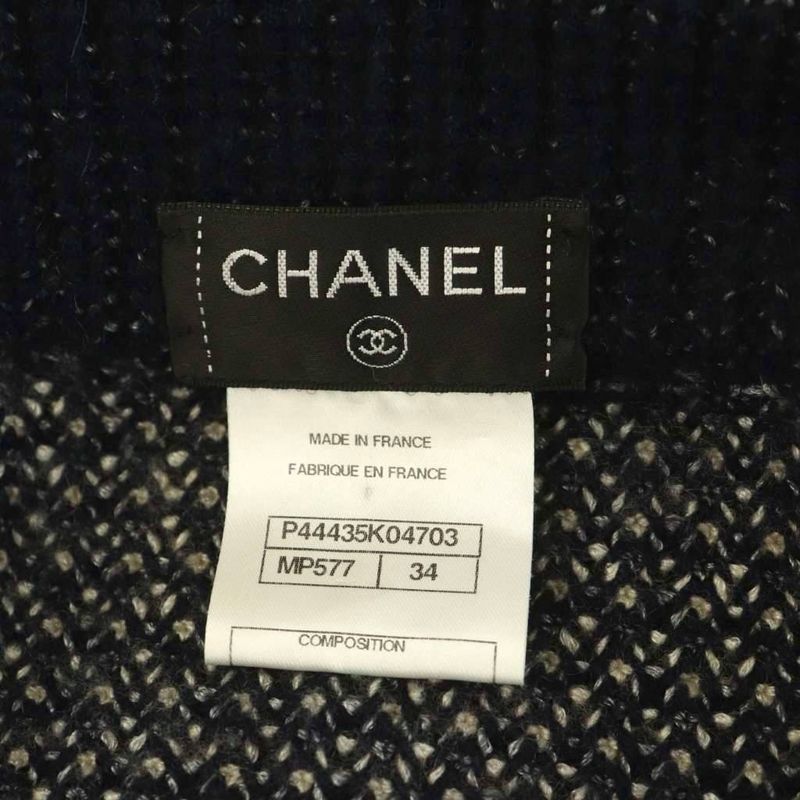 CHANEL
MADE IN FRANCE
FABRIQUE EN FRANCE
P44435K04703
MP577 34
COMPOSITION